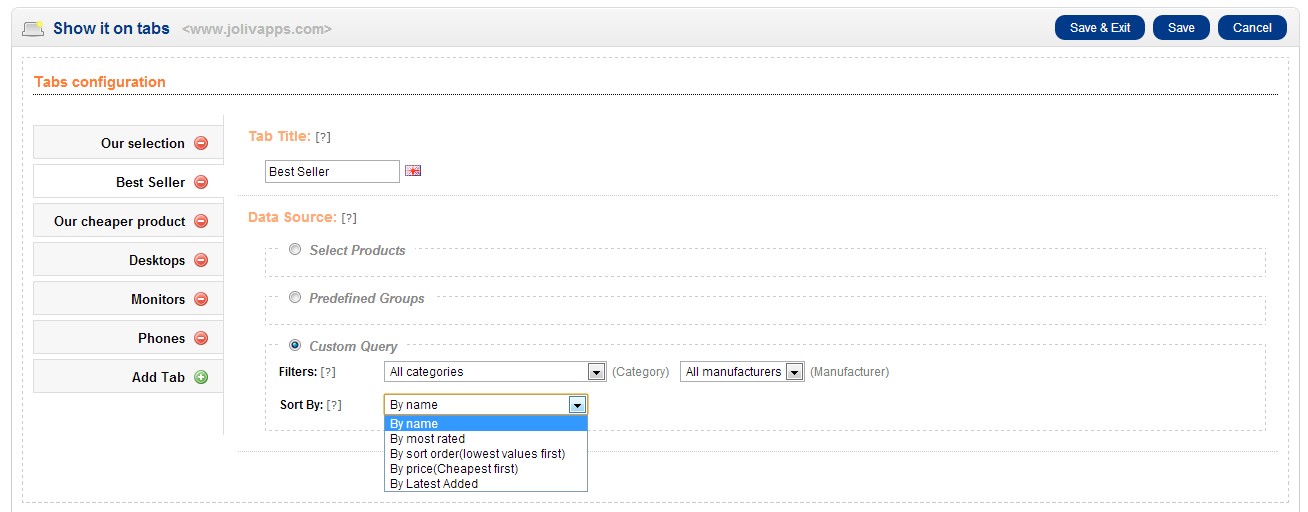 Show it on tabs <www.jolivapps.com> Save & Exit Save Cancel
Tabs configuration
Our selection
Best Seller
Our cheaper product
Desktops
Monitors
Phones
Add Tab
Tab Title: [?]
Best Seller
Data Source: [?]
Select Products
Predefined Groups
Custom Query
Filters: [?] All categories (Category) All manufacturers (Manufacturer)
Sort By: [?] By name
By name
By most rated
By sort order(lowest values first)
By price(Cheapest first)
By Latest Added